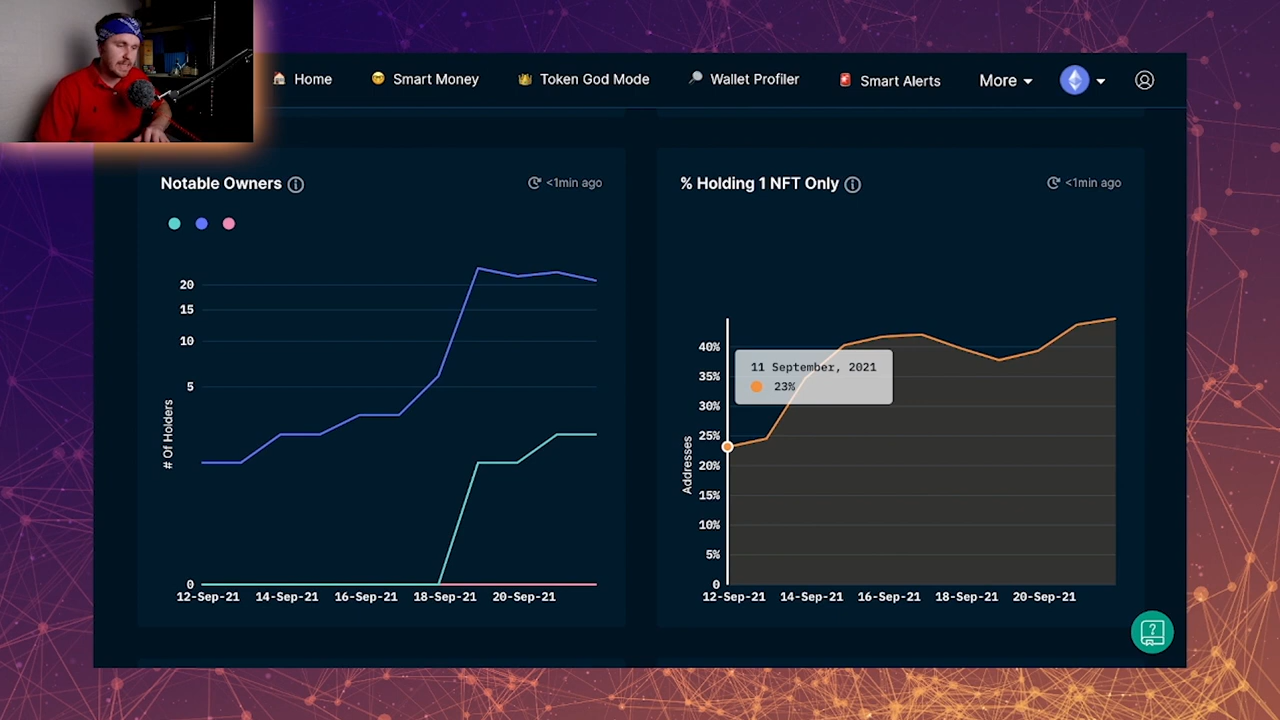 Home Smart Money Token God Mode Wallet Profiler Smart Alerts More
Notable Owners
<1min ago
# Of Holders
20
15
10
5
0
12-Sep-21 14-Sep-21 16-Sep-21 18-Sep-21 20-Sep-21
% Holding 1 NFT Only
<1min ago
11 September, 2021
23%
Addresses
40%
35%
30%
25%
20%
15%
10%
5%
0
12-Sep-21 14-Sep-21 16-Sep-21 18-Sep-21 20-Sep-21
?